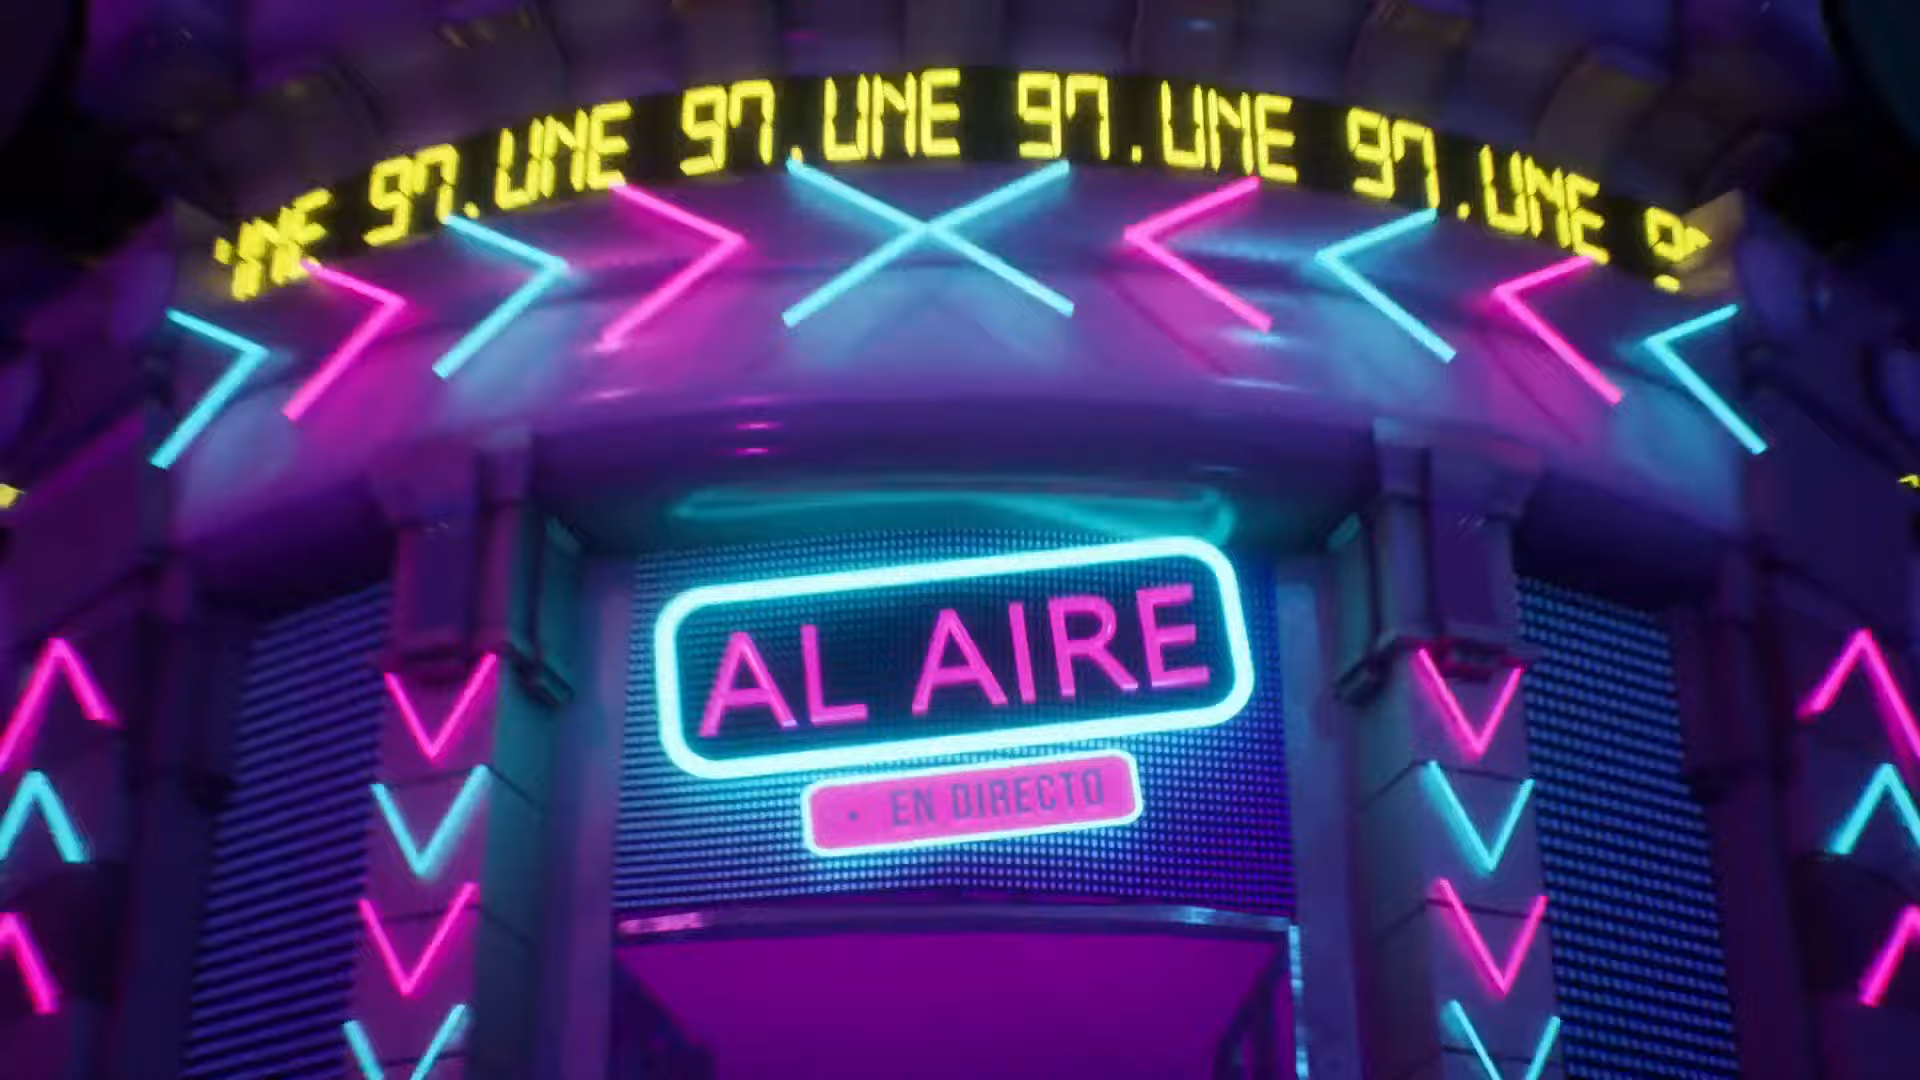 97.UNE 97.UNE 97.UNE 97.UNE
AL AIRE
• EN DIRECTO